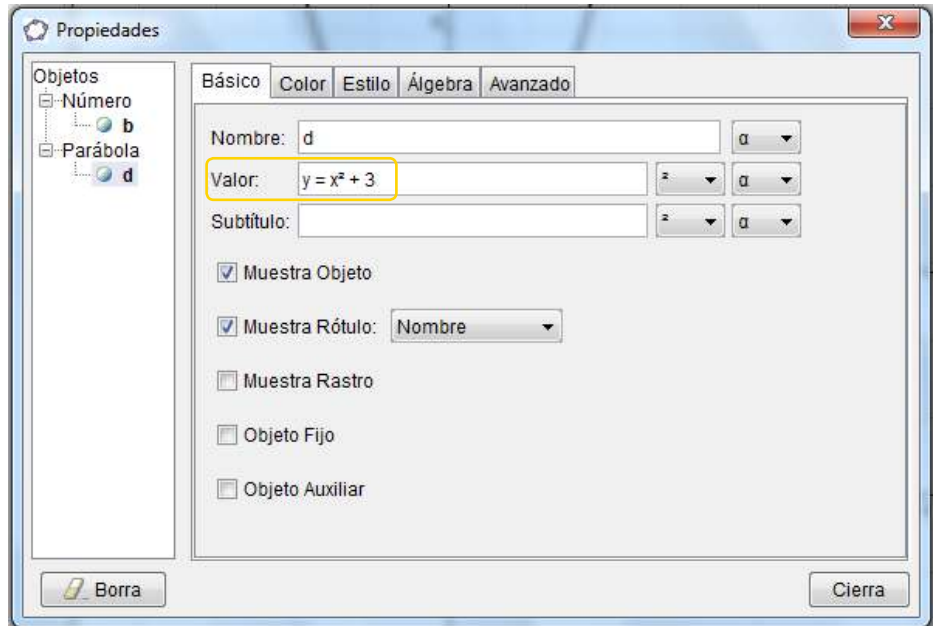 Propiedades
X
Objetos
Número
b
Parábola
d
Básico Color Estilo Álgebra Avanzado
Nombre: d α
Valor: y = x² + 3 ² α
Subtítulo: ² α
Muestra Objeto
Muestra Rótulo: Nombre
Muestra Rastro
Objeto Fijo
Objeto Auxiliar
Borra Cierra